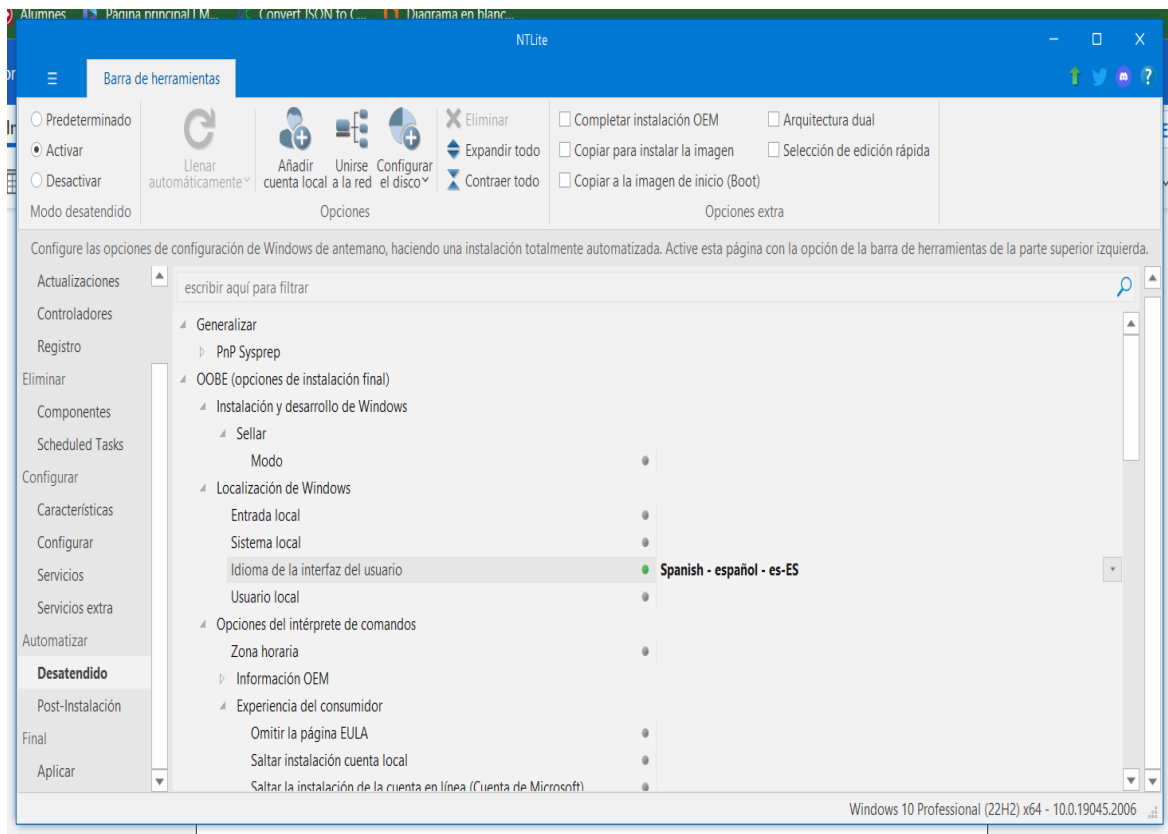 Alumnes Página principal | M... Convert JSON to C... Diagrama en blanc...
NTLite
Barra de herramientas
Predeterminado
Activar
Desactivar
Modo desatendido
Llenar automáticamente
Añadir cuenta local
Unirse a la red
Configurar el disco
Eliminar
Expandir todo
Contraer todo
Opciones
Completar instalación OEM
Copiar para instalar la imagen
Copiar a la imagen de inicio (Boot)
Arquitectura dual
Selección de edición rápida
Opciones extra
Configure las opciones de configuración de Windows de antemano, haciendo una instalación totalmente automatizada. Active esta página con la opción de la barra de herramientas de la parte superior izquierda.
Actualizaciones
Controladores
Registro
Eliminar
Componentes
Scheduled Tasks
Configurar
Características
Configurar
Servicios
Servicios extra
Automatizar
Desatendido
Post-Instalación
Final
Aplicar
escribir aquí para filtrar
Generalizar
PnP Sysprep
OOBE (opciones de instalación final)
Instalación y desarrollo de Windows
Sellar
Modo
Localización de Windows
Entrada local
Sistema local
Idioma de la interfaz del usuario Spanish - español - es-ES
Usuario local
Opciones del intérprete de comandos
Zona horaria
Información OEM
Experiencia del consumidor
Omitir la página EULA
Saltar instalación cuenta local
Saltar la instalación de la cuenta en línea (Cuenta de Microsoft)
Windows 10 Professional (22H2) x64 - 10.0.19045.2006